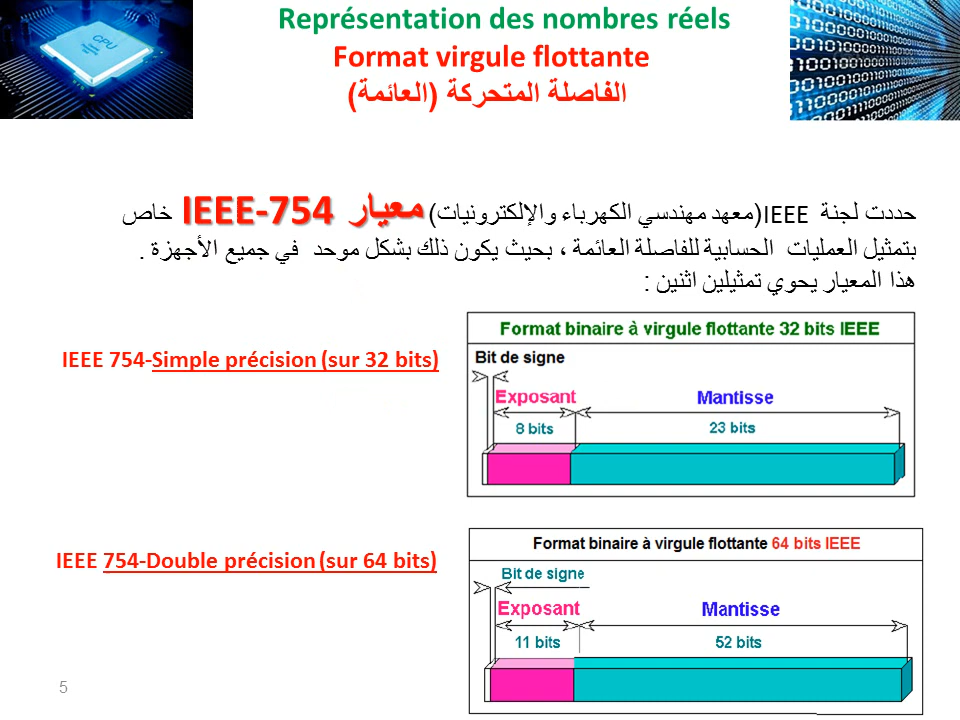 Représentation des nombres réels
Format virgule flottante
الفاصلة المتحركة (العائمة)
حددت لجنة IEEE(معهد مهندسي الكهرباء والإلكترونيات) معيار IEEE-754 خاص
بتمثيل العمليات الحسابية للفاصلة العائمة ، بحيث يكون ذلك بشكل موحد في جميع الأجهزة .
هذا المعيار يحوي تمثيلين اثنين :
IEEE 754-Simple précision (sur 32 bits)
Format binaire à virgule flottante 32 bits IEEE
Bit de signe
Exposant
Mantisse
8 bits
23 bits
IEEE 754-Double précision (sur 64 bits)
Format binaire à virgule flottante 64 bits IEEE
Bit de signe
Exposant
Mantisse
11 bits
52 bits
5